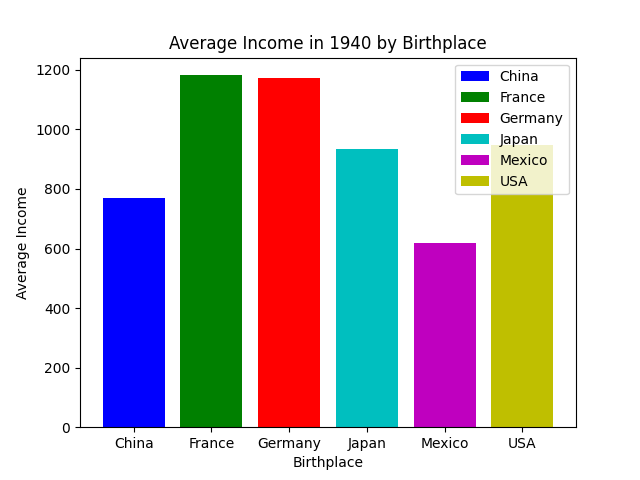 Average Income in 1940 by Birthplace
China
France
Germany
Japan
Mexico
USA
1200
1000
800
600
400
200
0
Average Income
China France Germany Japan Mexico USA
Birthplace